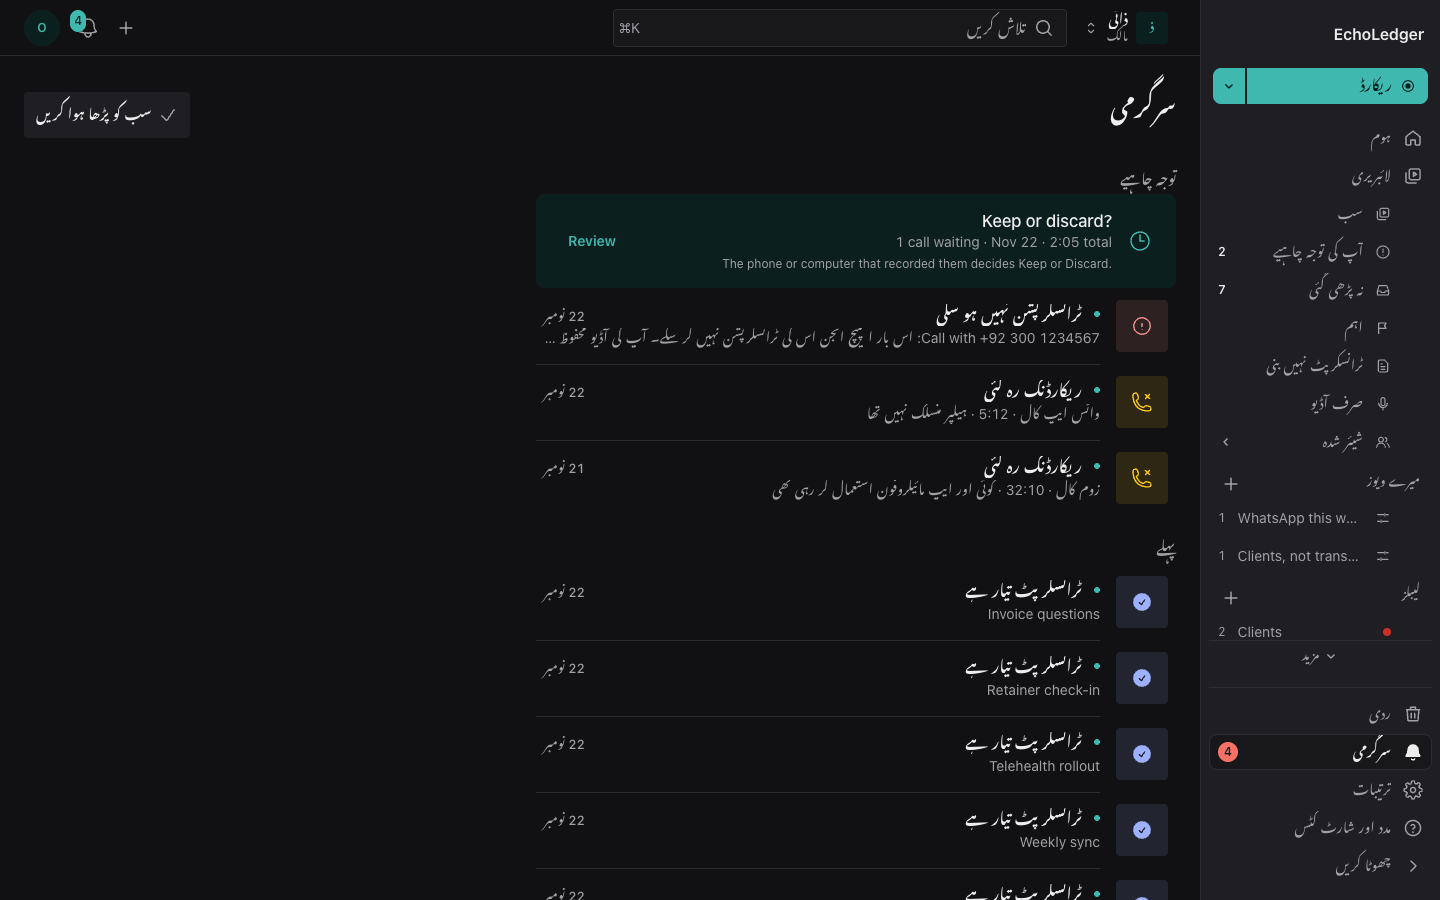 EchoLedger
ریکارڈ
ہوم
لائبریری
سب
آپ کی توجہ چاہیے 2
نہ پڑھی گئی 7
اہم
ٹرانسکرپٹ نہیں بنی
صرف آڈیو
شیئر شدہ
میرے ویوز
WhatsApp this w... 1
Clients, not trans... 1
لیبلز
Clients 2
مزید
ردی
سرگرمی 4
ترتیبات
مدد اور شارٹ کٹس
چھوٹا کریں
ذ
ذاتی
مالک
تلاش کریں ⌘K
4
O
سرگرمی
سب کو پڑھا ہوا کریں
توجہ چاہیے
Keep or discard?
1 call waiting · Nov 22 · 2:05 total
The phone or computer that recorded them decides Keep or Discard.
Review
ٹرانسکرپشن نہیں ہو سکی
22 نومبر
Call with +92 300 1234567: اس بار اسپیچ انجن اس کی ٹرانسکرپشن نہیں کر سکے۔ آپ کی آڈیو محفوظ ...
ریکارڈنگ رہ گئی
22 نومبر
واٹس ایپ کال · 5:12 · ہیلپر منسلک نہیں تھا
ریکارڈنگ رہ گئی
21 نومبر
زوم کال · 32:10 · کوئی اور ایپ مائیکروفون استعمال کر رہی تھی
پہلے
ٹرانسکرپٹ تیار ہے
22 نومبر
Invoice questions
ٹرانسکرپٹ تیار ہے
22 نومبر
Retainer check-in
ٹرانسکرپٹ تیار ہے
22 نومبر
Telehealth rollout
ٹرانسکرپٹ تیار ہے
22 نومبر
Weekly sync
ٹرانسکرپٹ تیار ہے
22 نومبر